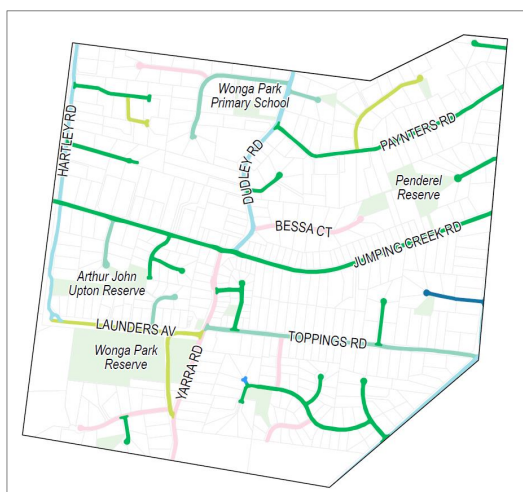 Wonga Park
Primary School
HARTLEY RD
DUDLEY RD
PAYNTERS RD
Penderel
Reserve
BESSA CT
JUMPING CREEK RD
Arthur John
Upton Reserve
LAUNDERS AV
TOPPINGS RD
Wonga Park
Reserve
YARRA RD